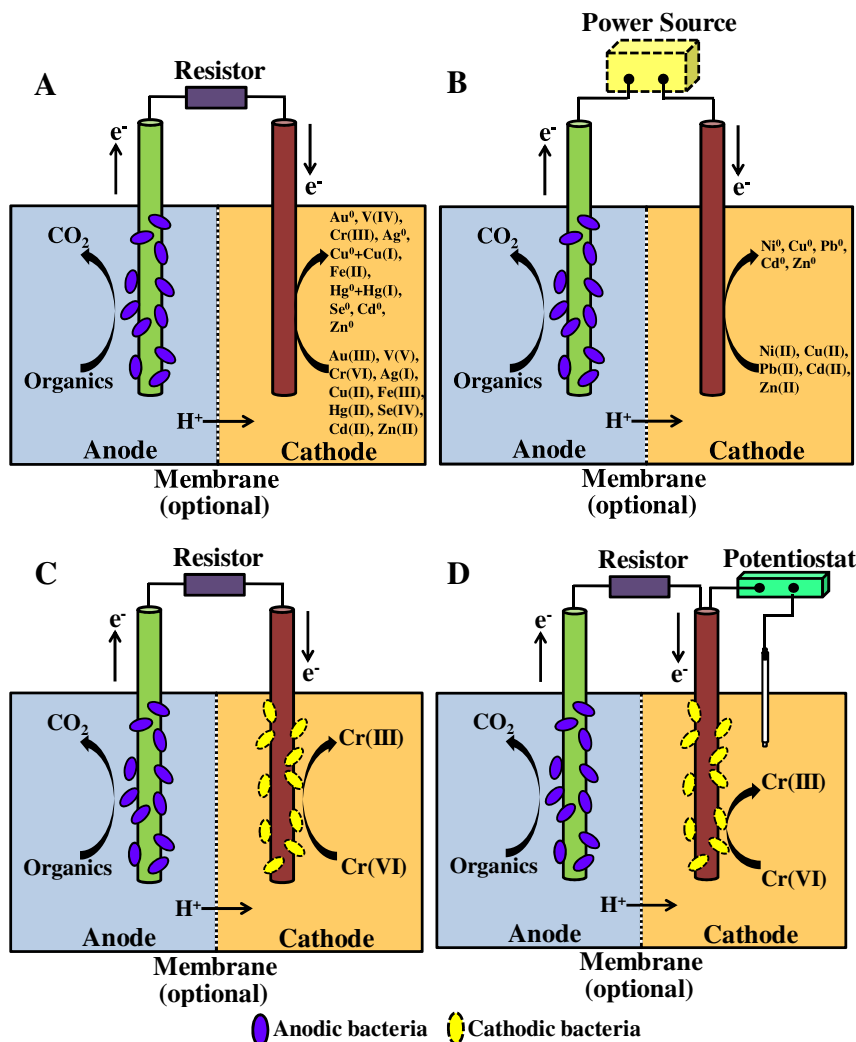 A
Resistor
e⁻
e⁻
CO₂
Organics
Au⁰, V(IV),
Cr(III), Ag⁰,
Cu⁰+Cu(I),
Fe(II),
Hg⁰+Hg(I),
Se⁰, Cd⁰,
Zn⁰
Au(III), V(V),
Cr(VI), Ag(I),
Cu(II), Fe(III),
Hg(II), Se(IV),
Cd(II), Zn(II)
H⁺
Anode
Cathode
Membrane
(optional)
B
Power Source
e⁻
e⁻
CO₂
Organics
Ni⁰, Cu⁰, Pb⁰,
Cd⁰, Zn⁰
Ni(II), Cu(II),
Pb(II), Cd(II),
Zn(II)
H⁺
Anode
Cathode
Membrane
(optional)
C
Resistor
e⁻
e⁻
CO₂
Organics
Cr(III)
Cr(VI)
H⁺
Anode
Cathode
Membrane
(optional)
D
Resistor
Potentiostat
e⁻
e⁻
CO₂
Organics
Cr(III)
Cr(VI)
H⁺
Anode
Cathode
Membrane
(optional)
Anodic bacteria
Cathodic bacteria